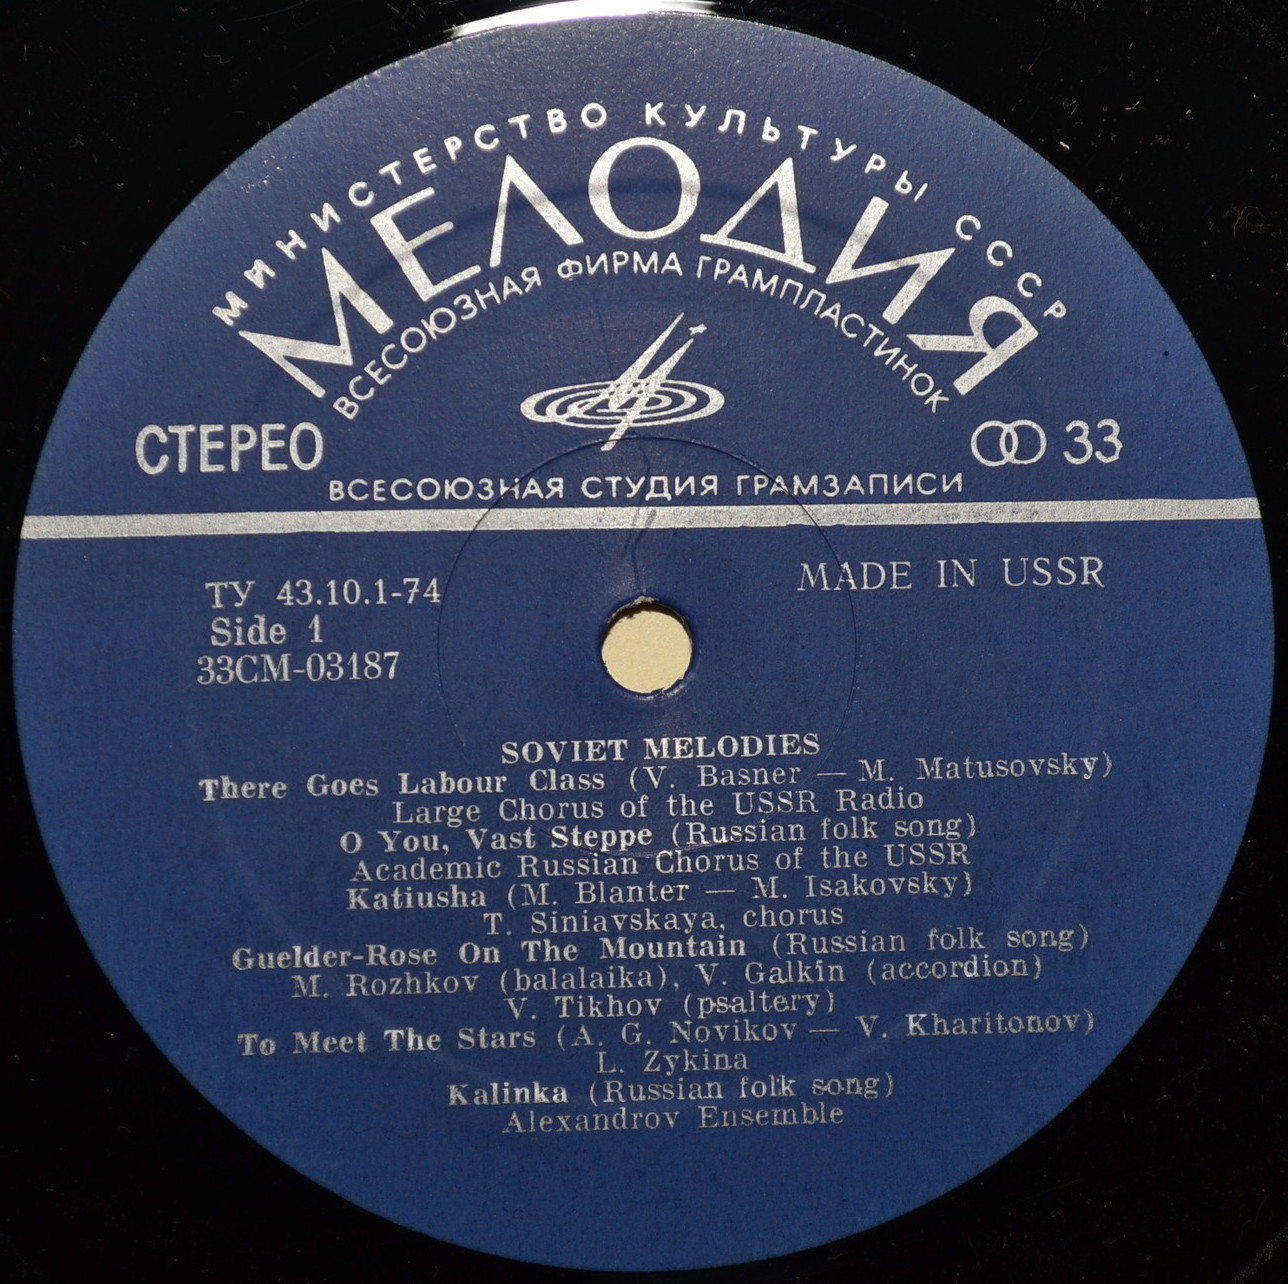 МИНИСТЕРСТВО КУЛЬТУРЫ СССР
МЕЛОДИЯ
ВСЕСОЮЗНАЯ ФИРМА ГРАМПЛАСТИНОК
СТЕРЕО
33
ВСЕСОЮЗНАЯ СТУДИЯ ГРАМЗАПИСИ
ТУ 43.10.1-74
MADE IN USSR
Side 1
33CM-03187
SOVIET MELODIES
There Goes Labour Class (V. Basner — M. Matusovsky)
Large Chorus of the USSR Radio
O You, Vast Steppe (Russian folk song)
Academic Russian Chorus of the USSR
Katiusha (M. Blanter — M. Isakovsky)
T. Siniavskaya, chorus
Guelder-Rose On The Mountain (Russian folk song)
M. Rozhkov (balalaika), V. Galkin (accordion)
V. Tikhov (psaltery)
To Meet The Stars (A. G. Novikov — V. Kharitonov)
L. Zykina
Kalinka (Russian folk song)
Alexandrov Ensemble